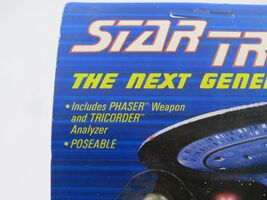 STAR TR
THE NEXT GENE
• Includes PHASER™ Weapon
and TRICORDER™
Analyzer
• POSEABLE